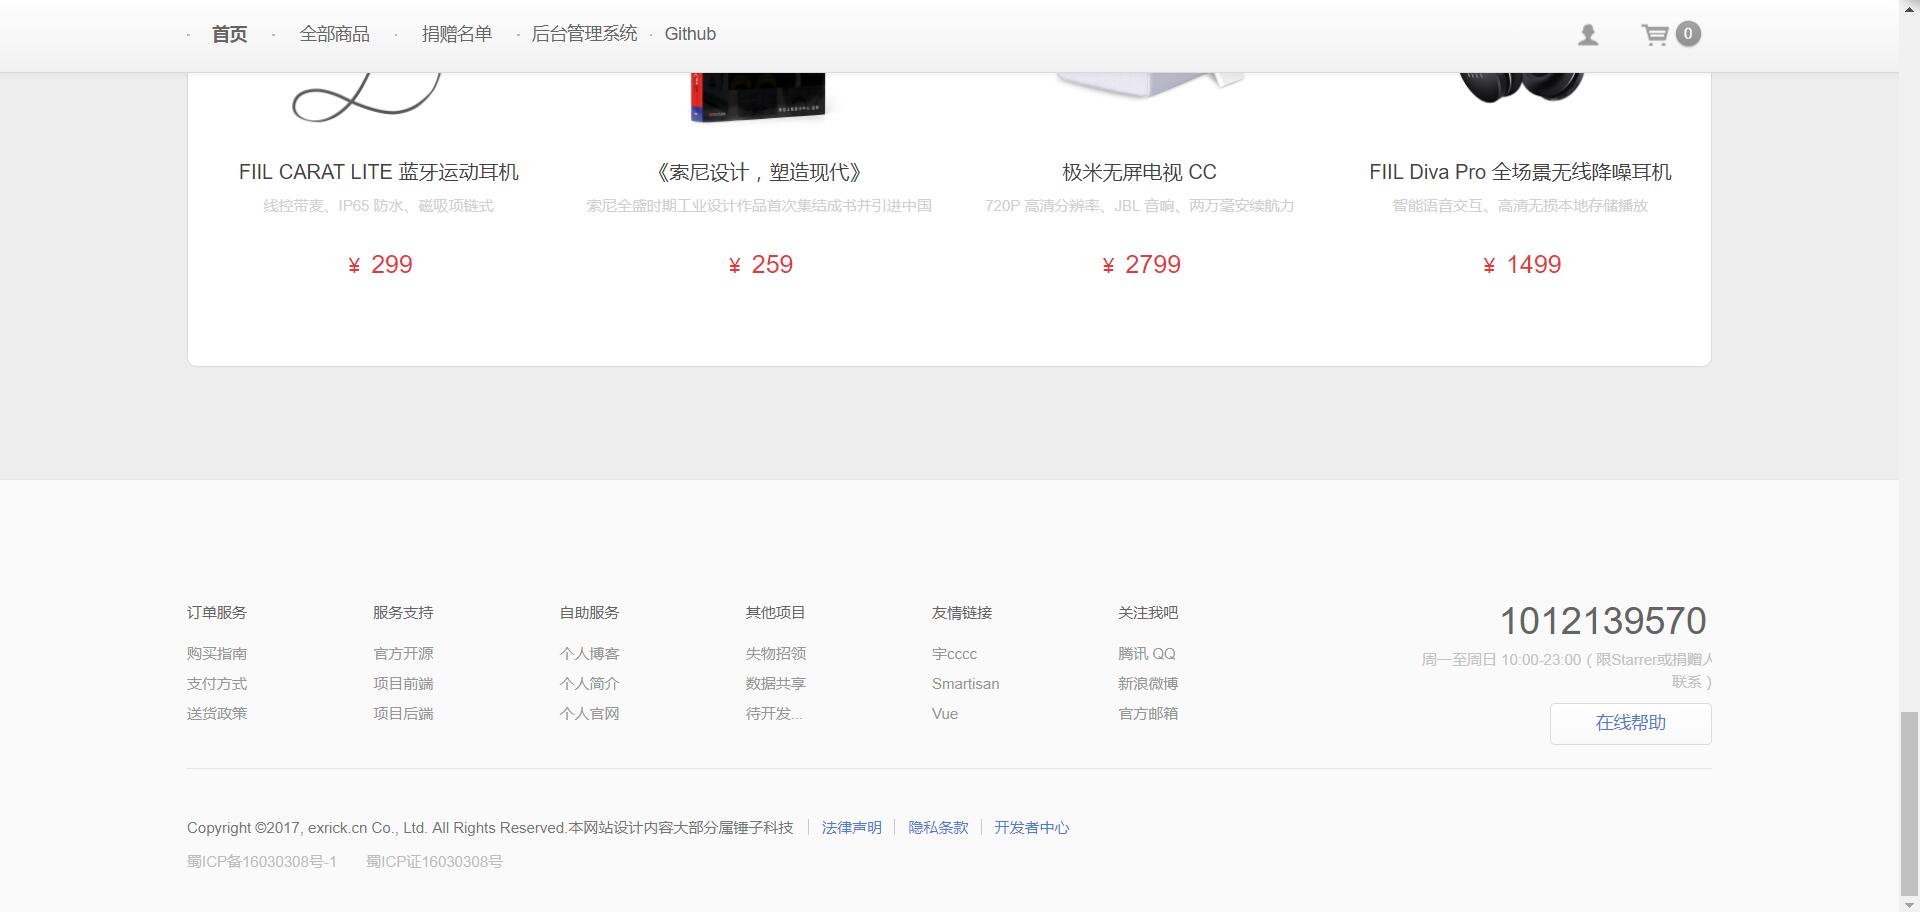 首页 全部商品 捐赠名单 后台管理系统 Github 0
FIIL CARAT LITE 蓝牙运动耳机
线控带麦、IP65 防水、磁吸项链式
¥ 299
《索尼设计，塑造现代》
索尼全盛时期工业设计作品首次集结成书并引进中国
¥ 259
极米无屏电视 CC
720P 高清分辨率、JBL 音响、两万毫安续航力
¥ 2799
FIIL Diva Pro 全场景无线降噪耳机
智能语音交互、高清无损本地存储播放
¥ 1499
订单服务
购买指南
支付方式
送货政策
服务支持
官方开源
项目前端
项目后端
自助服务
个人博客
个人简介
个人官网
其他项目
失物招领
数据共享
待开发...
友情链接
宇cccc
Smartisan
Vue
关注我吧
腾讯 QQ
新浪微博
官方邮箱
1012139570
周一至周日 10:00-23:00（限Starrer或捐赠人
联系）
在线帮助
Copyright ©2017, exrick.cn Co., Ltd. All Rights Reserved.本网站设计内容大部分属锤子科技 法律声明 隐私条款 开发者中心
蜀ICP备16030308号-1 蜀ICP证16030308号